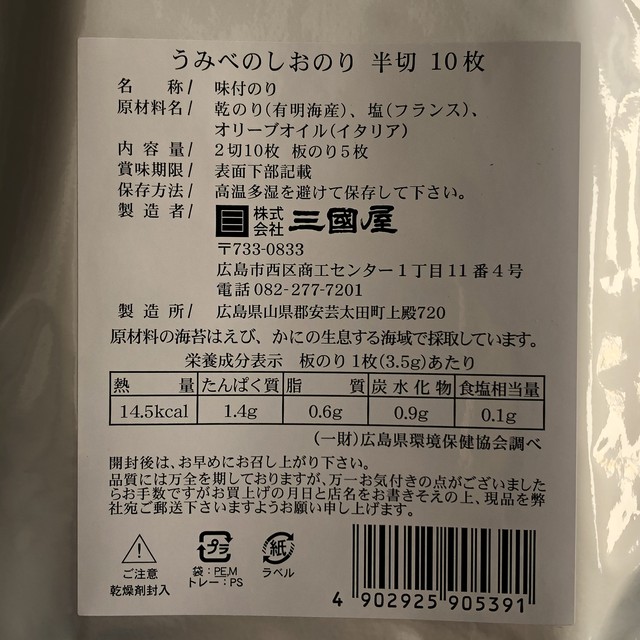 うみべのしおのり 半切 10枚
名称/ 味付のり
原材料名/ 乾のり(有明海産)、塩(フランス)、
オリーブオイル(イタリア)
内容量/ 2切10枚 板のり5枚
賞味期限/ 表面下部記載
保存方法/ 高温多湿を避けて保存して下さい。
製造者/ 株式会社 三國屋
〒733-0833
広島市西区商工センター1丁目11番4号
電話 082-277-7201
製造所/ 広島県山県郡安芸太田町上殿720
原材料の海苔はえび、かにの生息する海域で採取しています。
栄養成分表示 板のり1枚(3.5g)あたり
熱量 たんぱく質 脂質 炭水化物 食塩相当量
14.5kcal 1.4g 0.6g 0.9g 0.1g
(一財)広島県環境保健協会調べ
開封後は、お早めにお召し上がり下さい。
品質には万全を期しておりますが、万一お気付きの点がございました
らお手数ですがお買上げの月日と店名をお書きそえの上、現品を弊
社宛ご郵送下さいますようお願い申し上げます。
ご注意
乾燥剤封入
プラ
袋:PE,M
トレー:PS
紙
ラベル
4 902925 905391